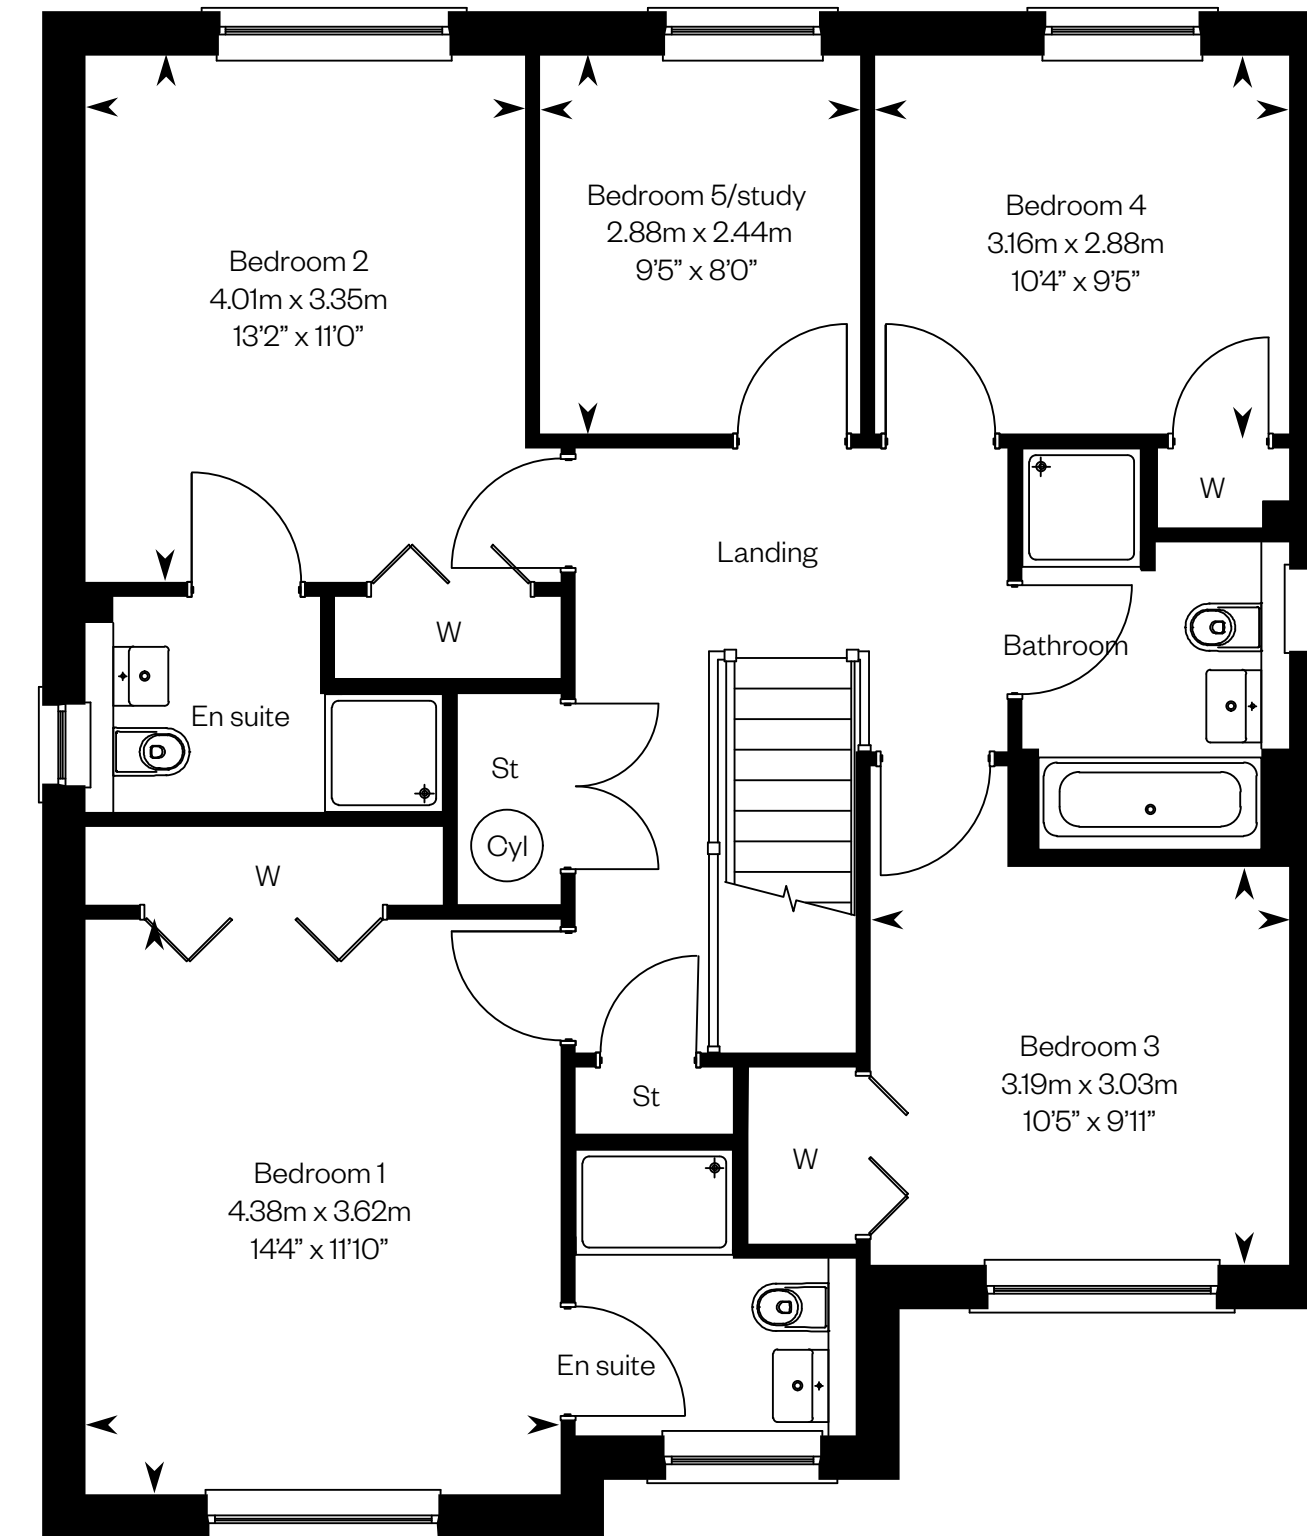 Bedroom 5/study
2.88m x 2.44m
9’5” x 8’0”
Bedroom 4
3.16m x 2.88m
10’4” x 9’5”
Bedroom 2
4.01m x 3.35m
13’2” x 11’0”
W
Landing
W
Bathroom
En suite
St
Cyl
W
Bedroom 3
3.19m x 3.03m
10’5” x 9’11”
St
W
Bedroom 1
4.38m x 3.62m
14’4” x 11’10”
En suite